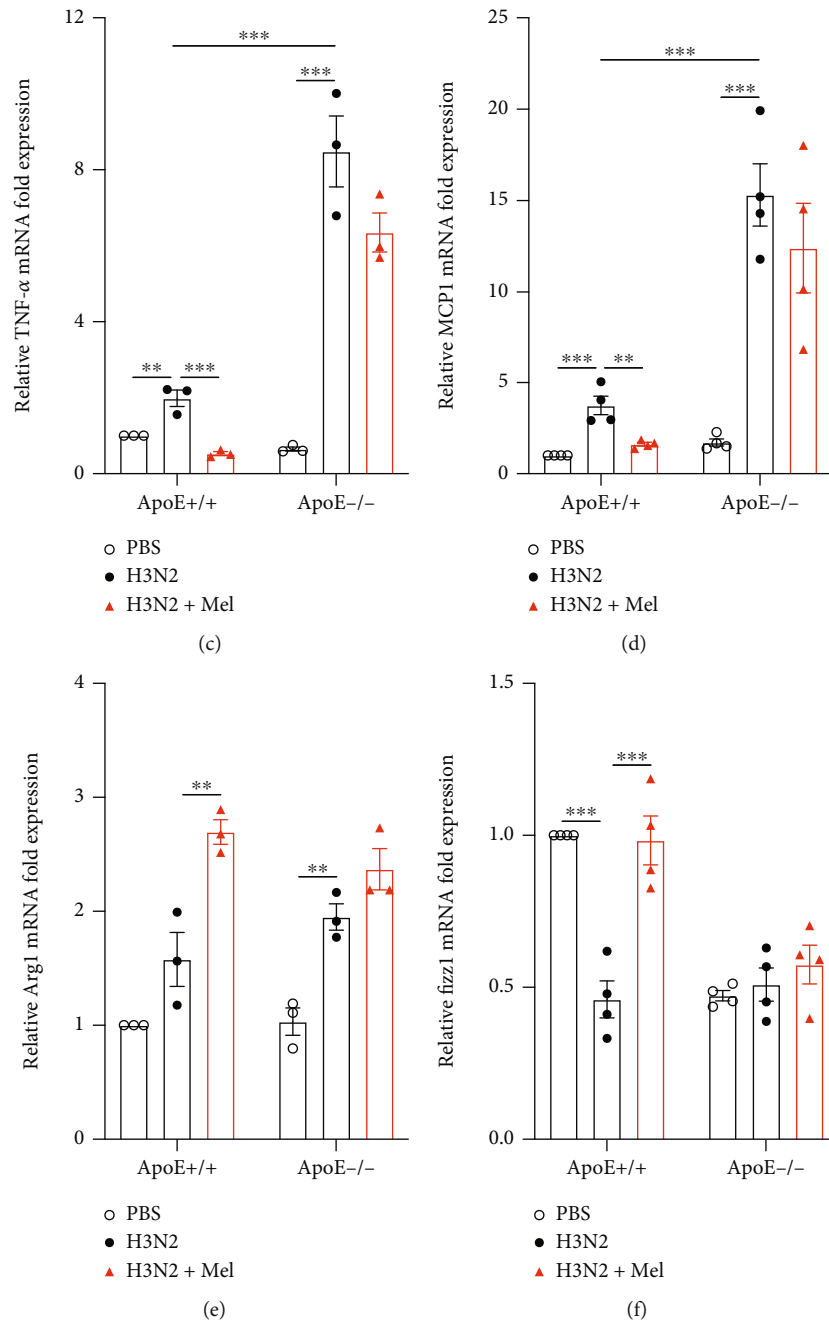 12
8
4
0
Relative TNF-α mRNA fold expression
***
***
**
***
ApoE+/+
ApoE−/−
PBS
H3N2
H3N2 + Mel
(c)
25
20
15
10
5
0
Relative MCP1 mRNA fold expression
***
***
***
**
ApoE+/+
ApoE−/−
PBS
H3N2
H3N2 + Mel
(d)
4
3
2
1
0
Relative Arg1 mRNA fold expression
**
**
ApoE+/+
ApoE−/−
PBS
H3N2
H3N2 + Mel
(e)
1.5
1.0
0.5
0.0
Relative fizz1 mRNA fold expression
***
***
ApoE+/+
ApoE−/−
PBS
H3N2
H3N2 + Mel
(f)